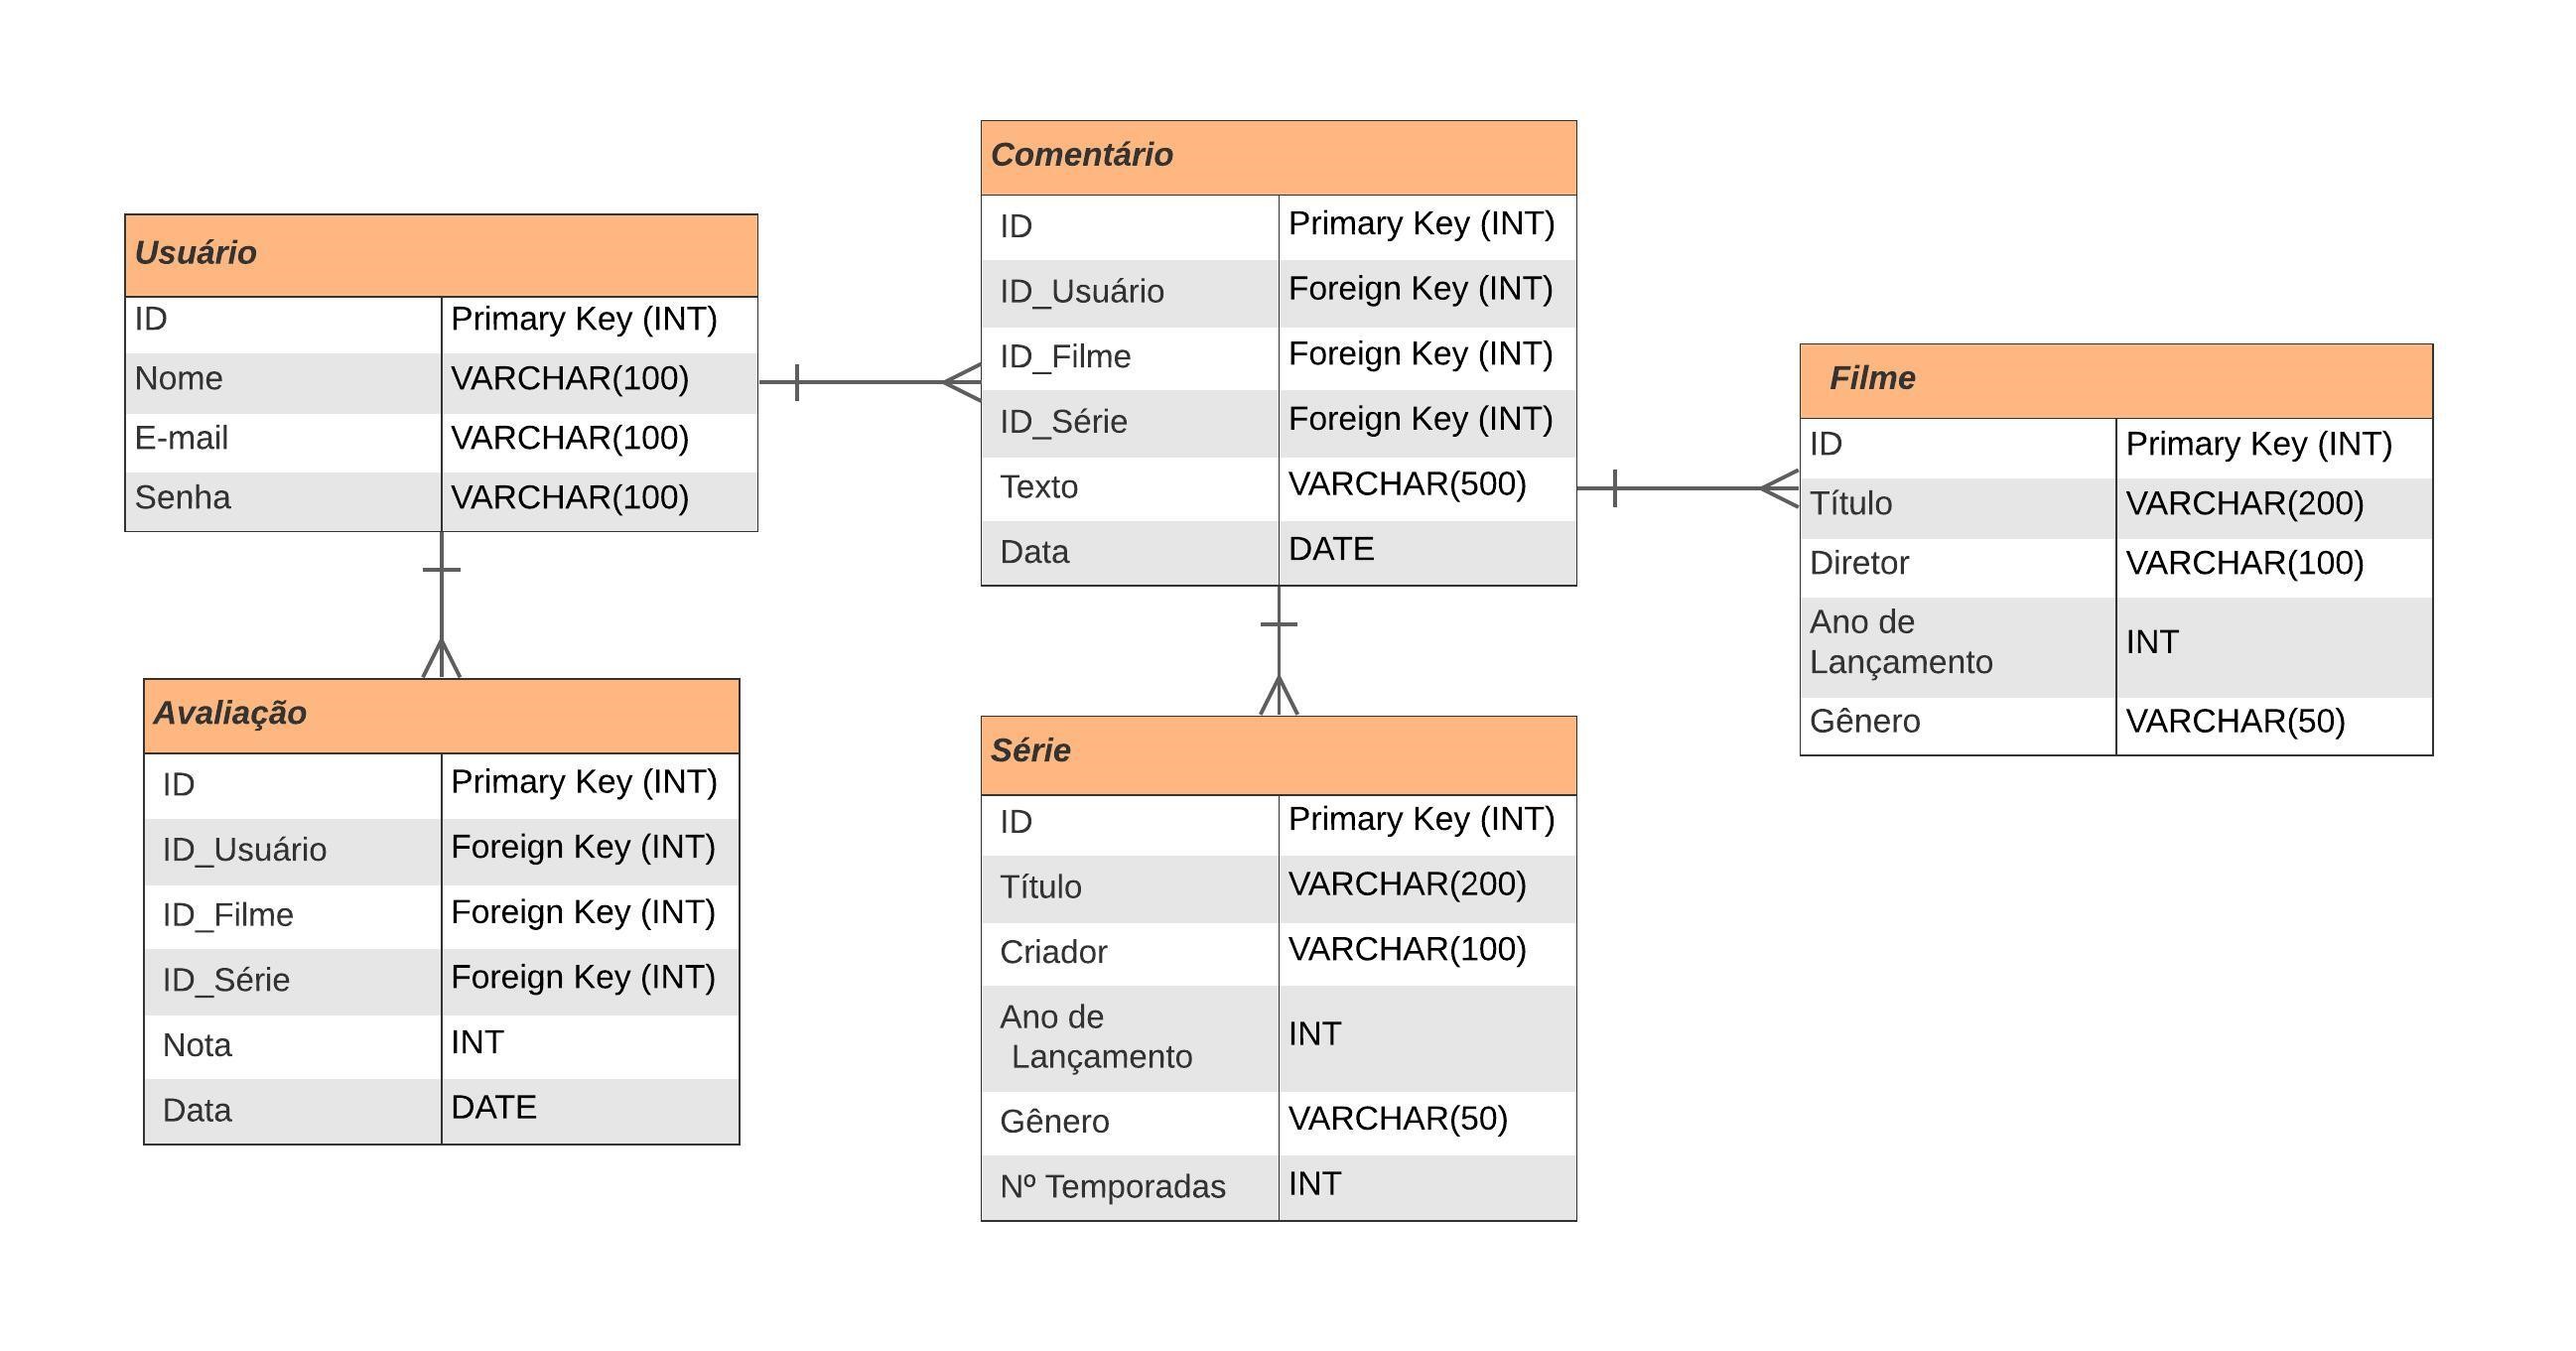 Usuário
ID Primary Key (INT)
Nome VARCHAR(100)
E-mail VARCHAR(100)
Senha VARCHAR(100)
Avaliação
ID Primary Key (INT)
ID_Usuário Foreign Key (INT)
ID_Filme Foreign Key (INT)
ID_Série Foreign Key (INT)
Nota INT
Data DATE
Comentário
ID Primary Key (INT)
ID_Usuário Foreign Key (INT)
ID_Filme Foreign Key (INT)
ID_Série Foreign Key (INT)
Texto VARCHAR(500)
Data DATE
Série
ID Primary Key (INT)
Título VARCHAR(200)
Criador VARCHAR(100)
Ano de
Lançamento INT
Gênero VARCHAR(50)
Nº Temporadas INT
Filme
ID Primary Key (INT)
Título VARCHAR(200)
Diretor VARCHAR(100)
Ano de
Lançamento INT
Gênero VARCHAR(50)